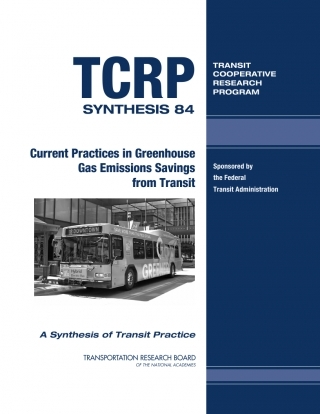 TCRP
SYNTHESIS 84
TRANSIT
COOPERATIVE
RESEARCH
PROGRAM
Current Practices in Greenhouse
Gas Emissions Savings
from Transit
Sponsored by
the Federal
Transit Administration
A Synthesis of Transit Practice
TRANSPORTATION RESEARCH BOARD
OF THE NATIONAL ACADEMIES